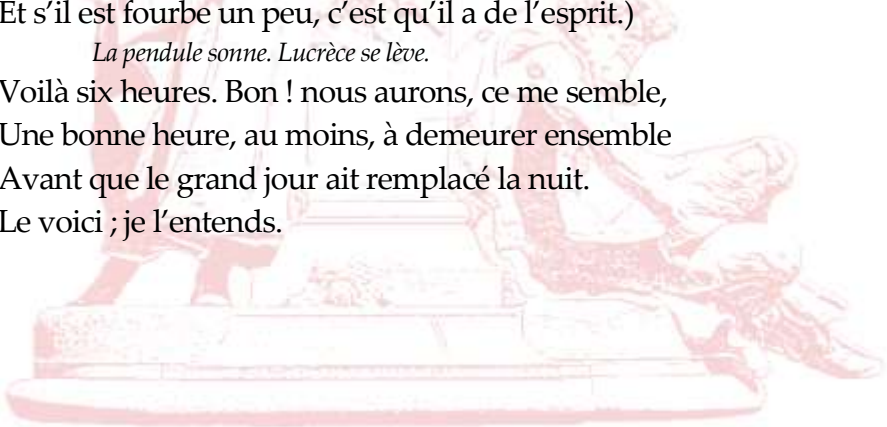 Et s’il est fourbe un peu, c’est qu’il a de l’esprit.)
La pendule sonne. Lucrèce se lève.
Voilà six heures. Bon ! nous aurons, ce me semble,
Une bonne heure, au moins, à demeurer ensemble
Avant que le grand jour ait remplacé la nuit.
Le voici ; je l’entends.